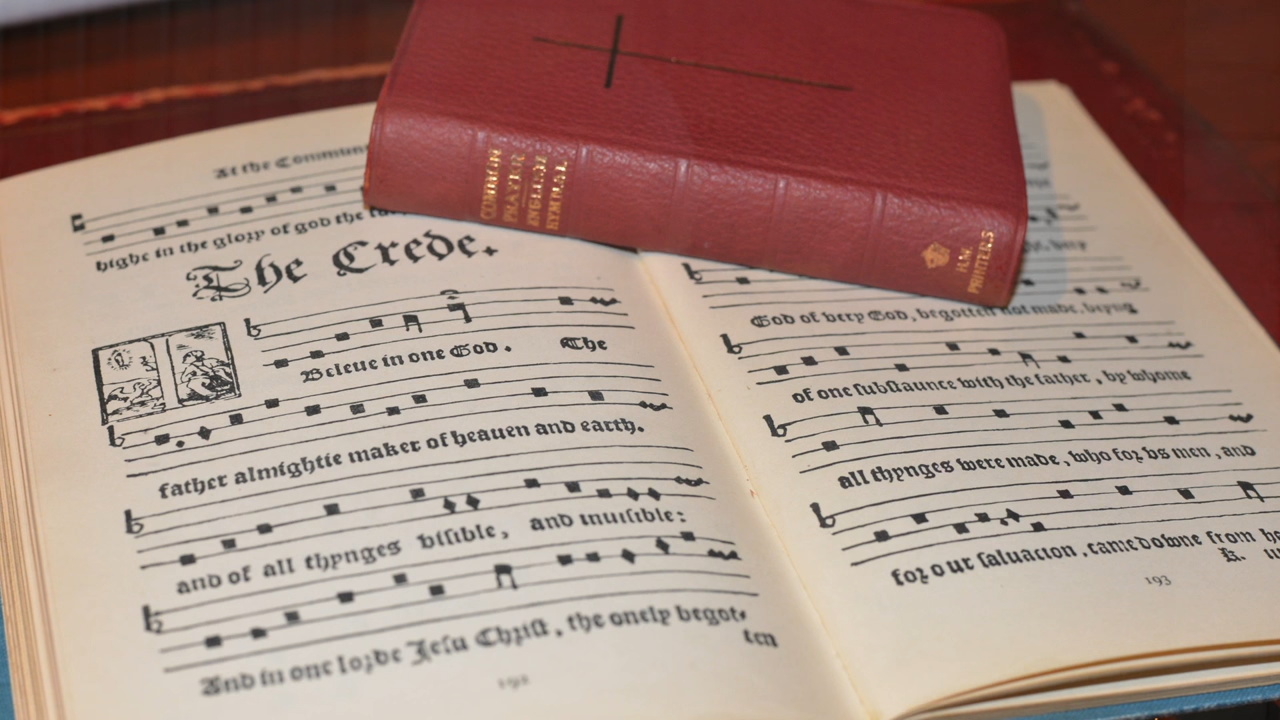 At the Commun
highe in the glory of god the
The Crede.
Beleue in one God. The
father almightie maker of heauen and earth.
and of all thynges visible, and inuisible:
And in one lorde Jesu Christ, the onely begot-
ten
192
God of very God, begotten not made, beyng
of one substaunce with the father, by whome
all thynges were made, who for vs men, and
for our saluacion, came downe from he
K. u
193
COMMON
PRAYER
ENGLISH
HYMNAL
H.M.
PRINTERS